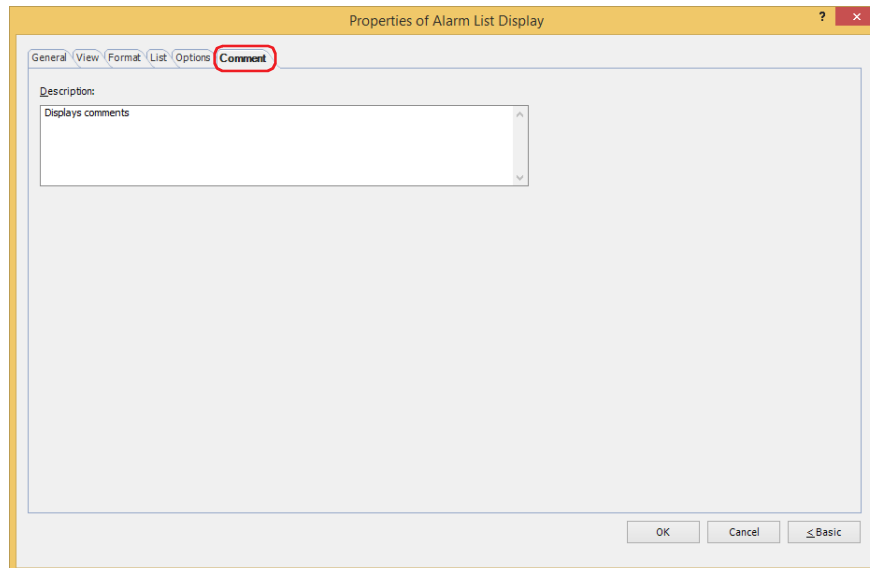 Properties of Alarm List Display
?
General View Format List Options Comment
Description:
Displays comments
OK Cancel < Basic